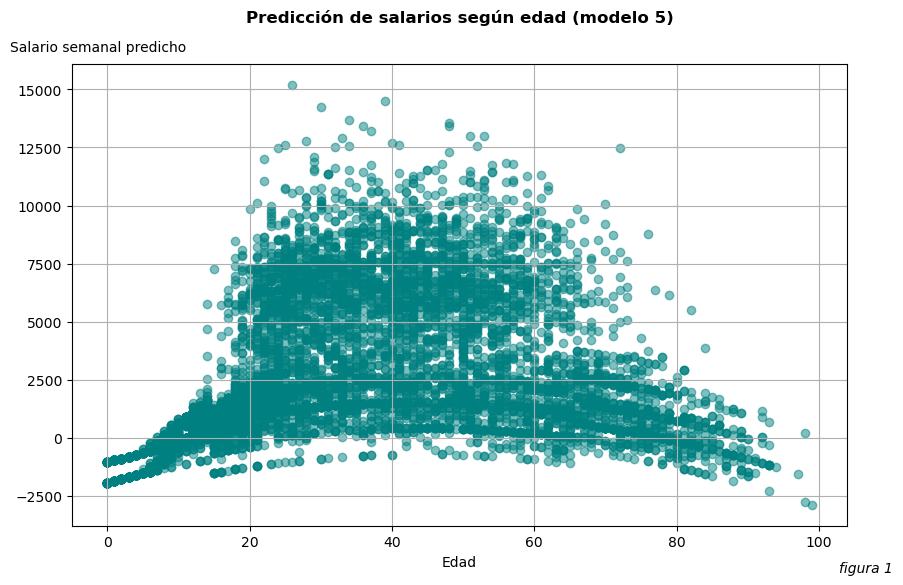 Predicción de salarios según edad (modelo 5)
Salario semanal predicho
15000
12500
10000
7500
5000
2500
0
−2500
0 20 40 60 80 100
Edad
figura 1